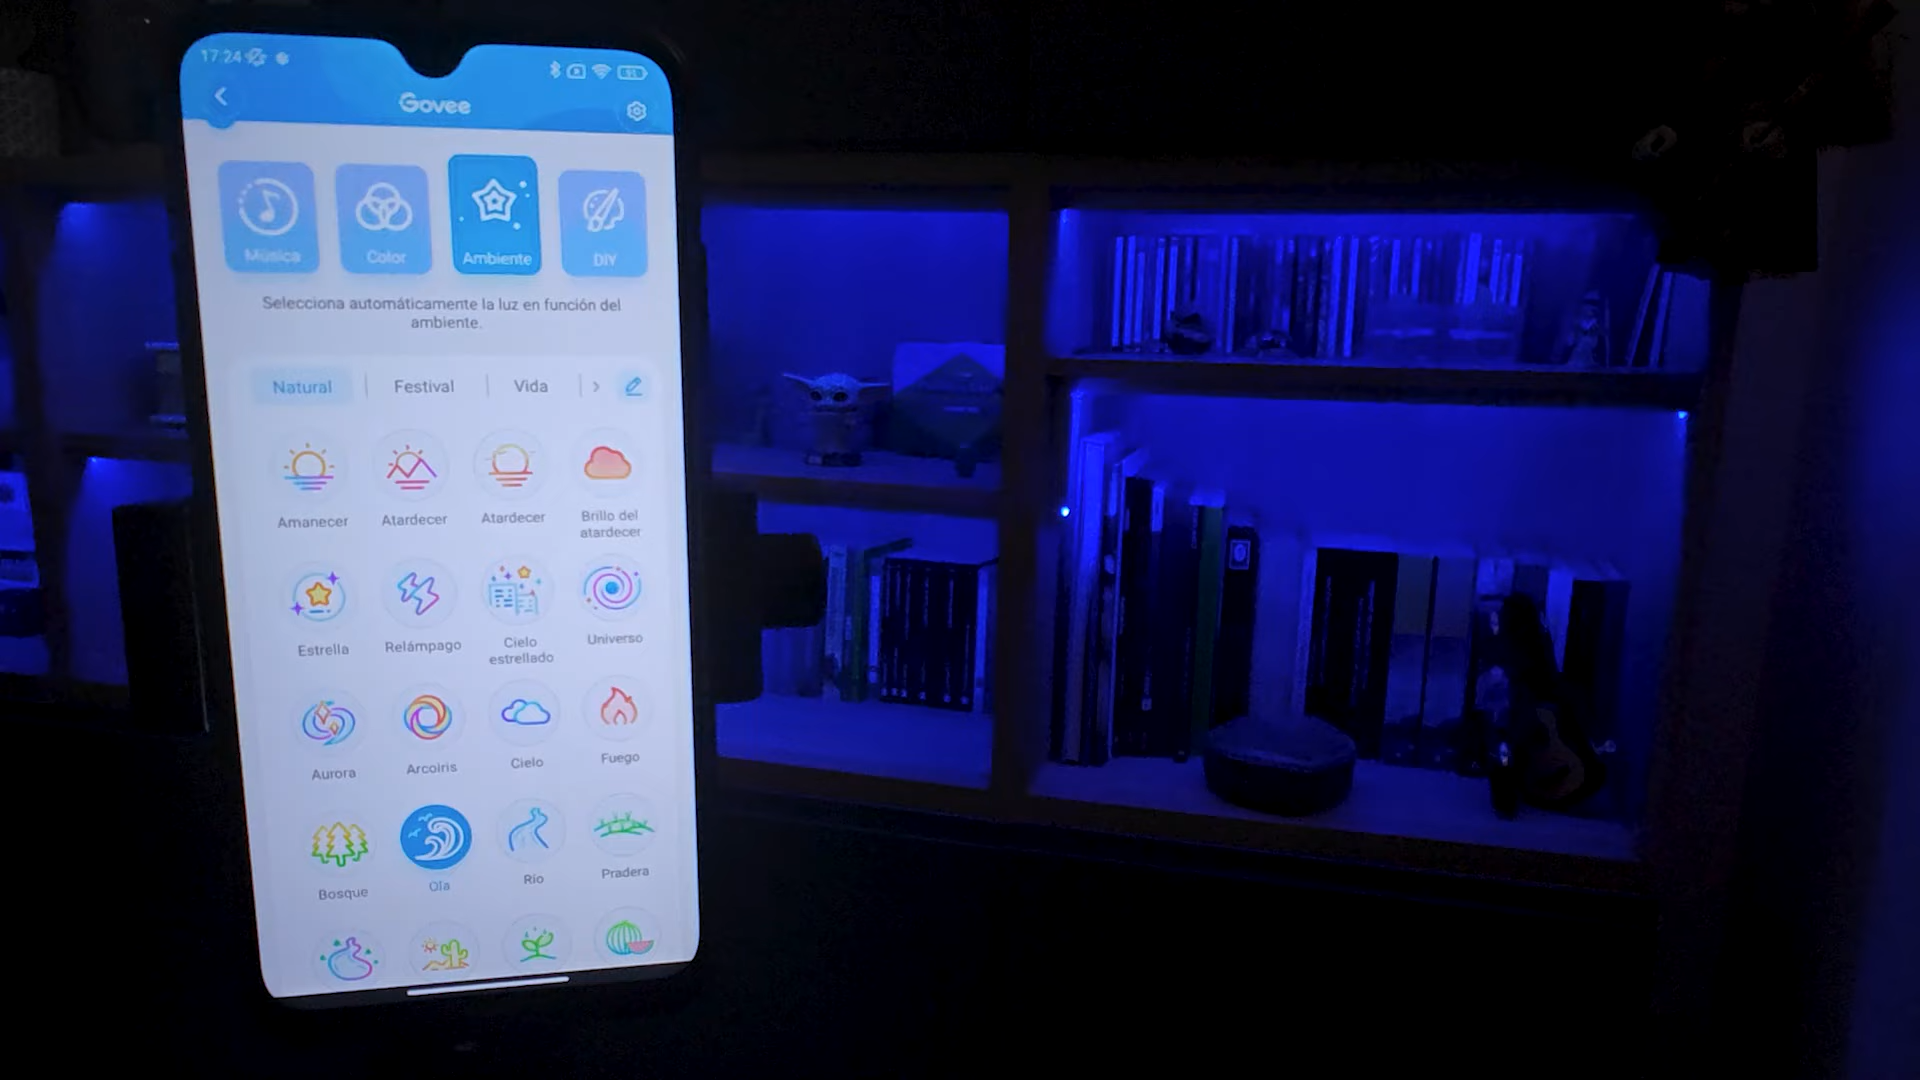 17:24
Govee
Música
Color
Ambiente
DIY
Selecciona automáticamente la luz en función del
ambiente.
Natural
Festival
Vida
Amanecer
Atardecer
Atardecer
Brillo del
atardecer
Estrella
Relámpago
Cielo
estrellado
Universo
Aurora
Arcoiris
Cielo
Fuego
Bosque
Ola
Río
Pradera